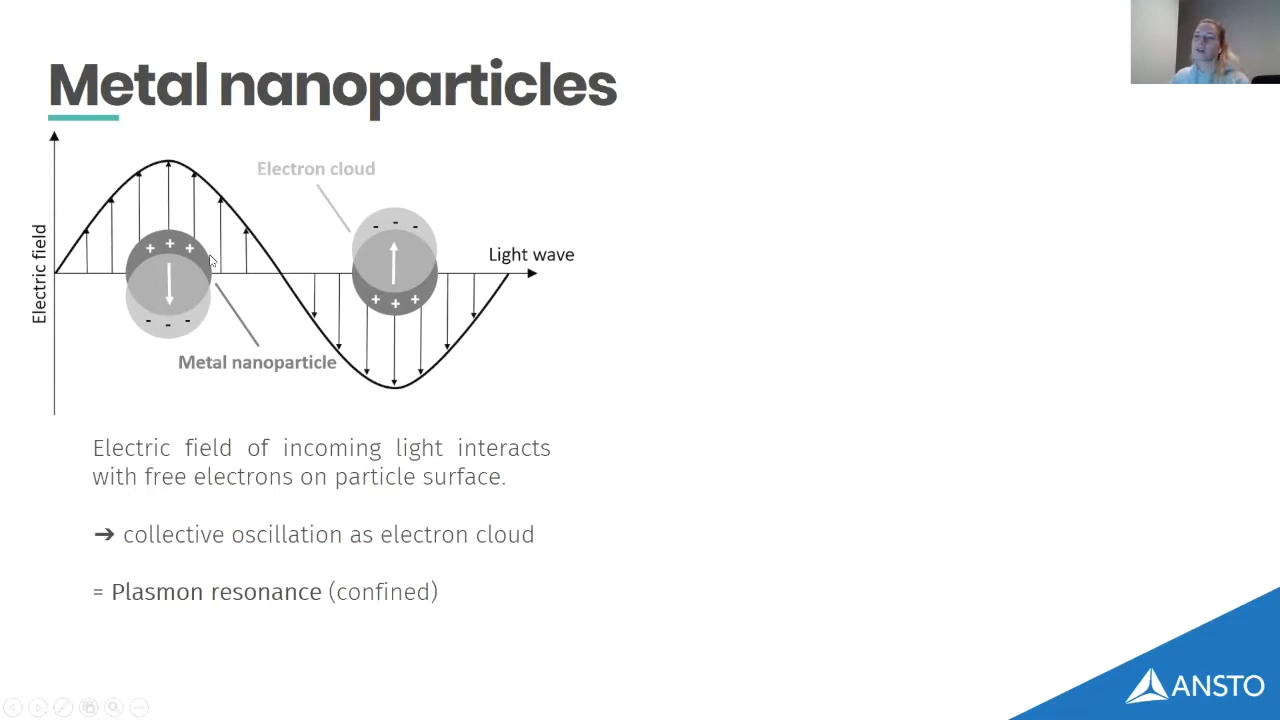 Metal nanoparticles
Electron cloud
Electric field
+ + +
- - -
- - -
+ + +
Light wave
Metal nanoparticle
Electric field of incoming light interacts
with free electrons on particle surface.
➔ collective oscillation as electron cloud
= Plasmon resonance (confined)
ANSTO